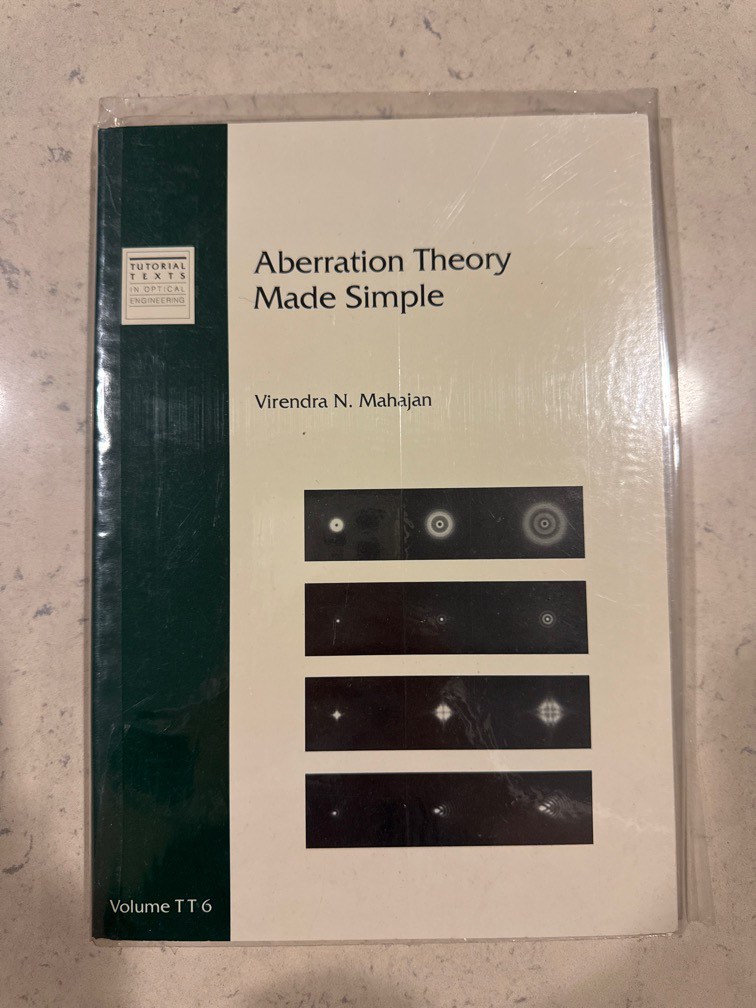 TUTORIAL
TEXTS
IN OPTICAL
ENGINEERING
Aberration Theory
Made Simple
Virendra N. Mahajan
Volume TT 6